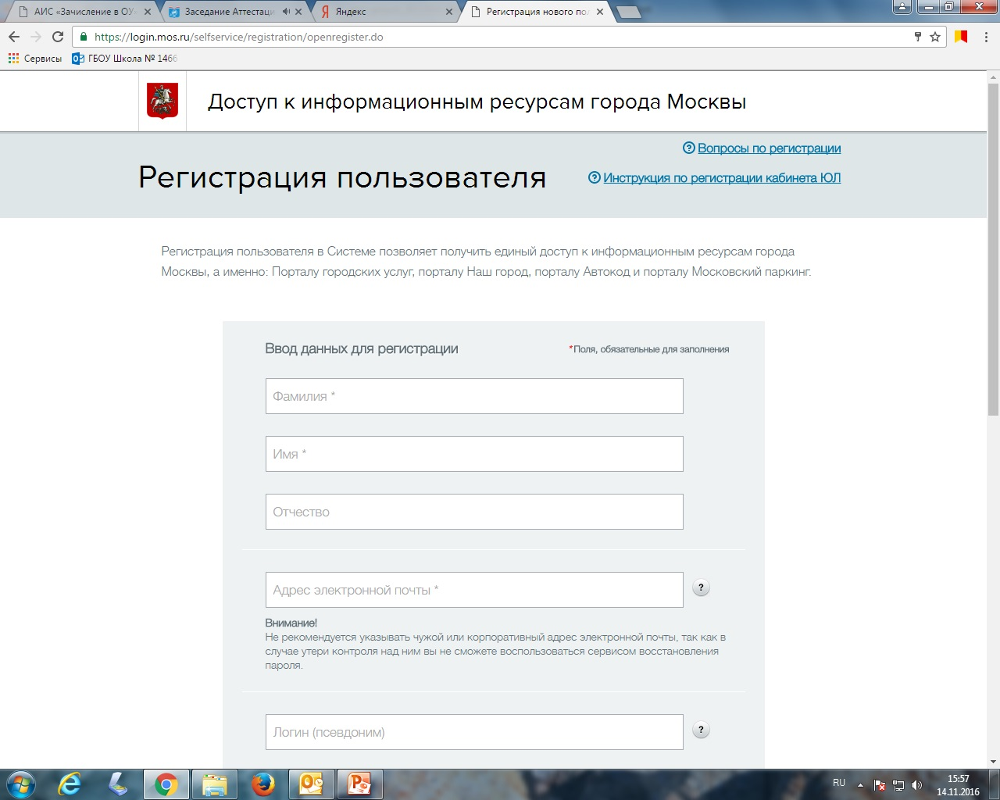 АИС «Зачисление в ОУ
Заседание Аттестаци
Яндекс
Регистрация нового пол
https://login.mos.ru/selfservice/registration/openregister.do
Сервисы
ГБОУ Школа № 1466
Доступ к информационным ресурсам города Москвы
Вопросы по регистрации
Регистрация пользователя
Инструкция по регистрации кабинета ЮЛ
Регистрация пользователя в Системе позволяет получить единый доступ к информационным ресурсам города
Москвы, а именно: Порталу городских услуг, порталу Наш город, порталу Автокод и порталу Московский паркинг.
Ввод данных для регистрации
* Поля, обязательные для заполнения
Фамилия *
Имя *
Отчество
Адрес электронной почты *
?
Внимание!
Не рекомендуется указывать чужой или корпоративный адрес электронной почты, так как в
случае утери контроля над ним вы не сможете воспользоваться сервисом восстановления
пароля.
Логин (псевдоним)
?
RU
15:57
14.11.2016